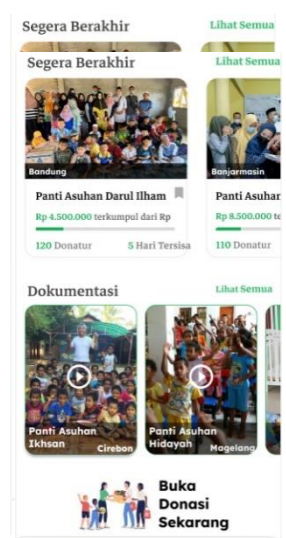 Segera Berakhir
Lihat Semua
Segera Berakhir
Lihat Semua
Bandung
Banjarmasin
Panti Asuhan Darul Ilham
Panti Asuhan
Rp 4.500.000 terkumpul dari Rp
Rp 8.500.000 te
120 Donatur
5 Hari Tersisa
110 Donatur
Dokumentasi
Lihat Semua
Panti Asuhan
Ikhsan
Cirebon
Panti Asuhan
Hidayah
Magelang
Buka
Donasi
Sekarang